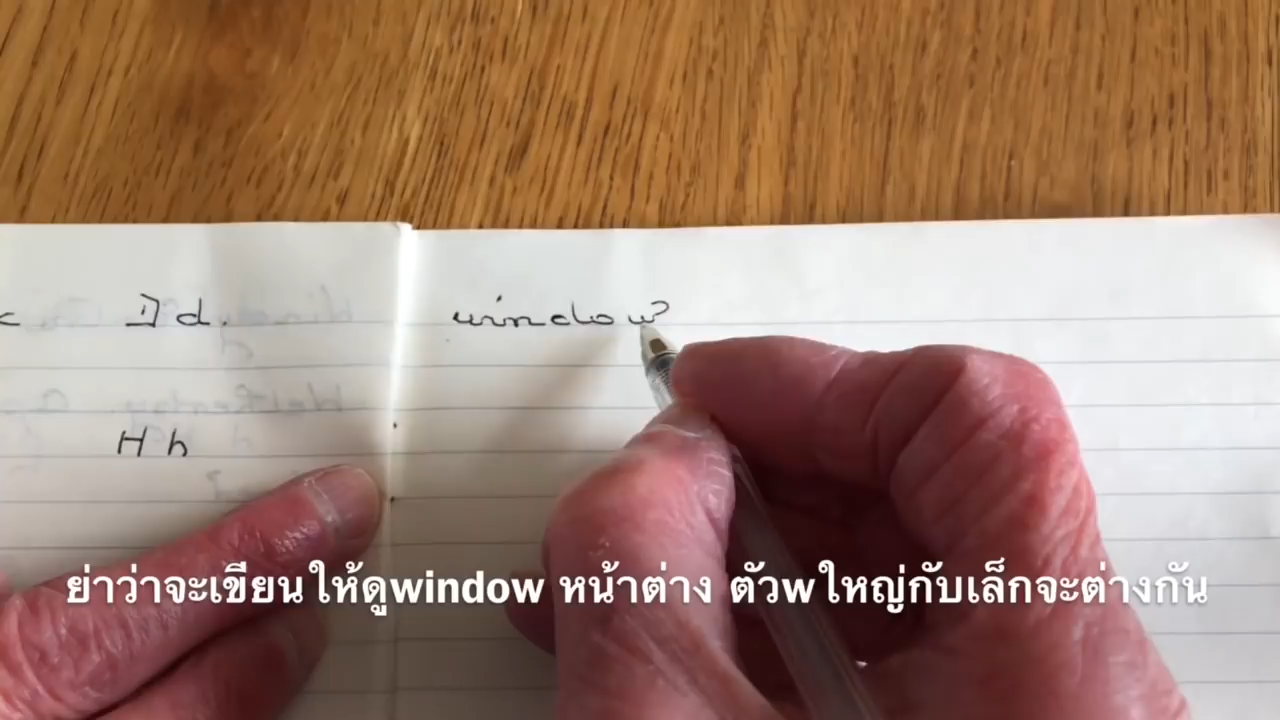 D d.
window
H h
ย่าว่าจะเขียนให้ดูwindow หน้าต่าง ตัวwใหญ่กับเล็กจะต่างกัน